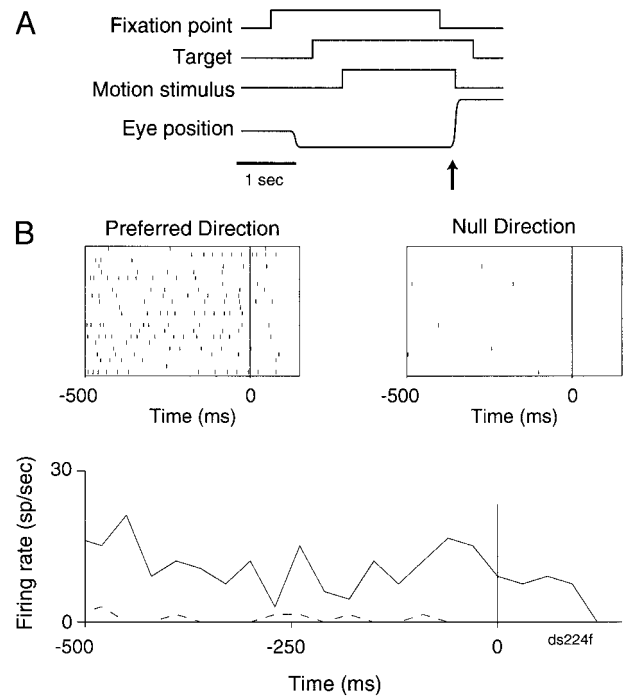 A
Fixation point
Target
Motion stimulus
Eye position
1 sec
B
Preferred Direction
Null Direction
-500
0
-500
0
Time (ms)
Time (ms)
30
Firing rate (sp/sec)
0
-500
-250
0
ds224f
Time (ms)